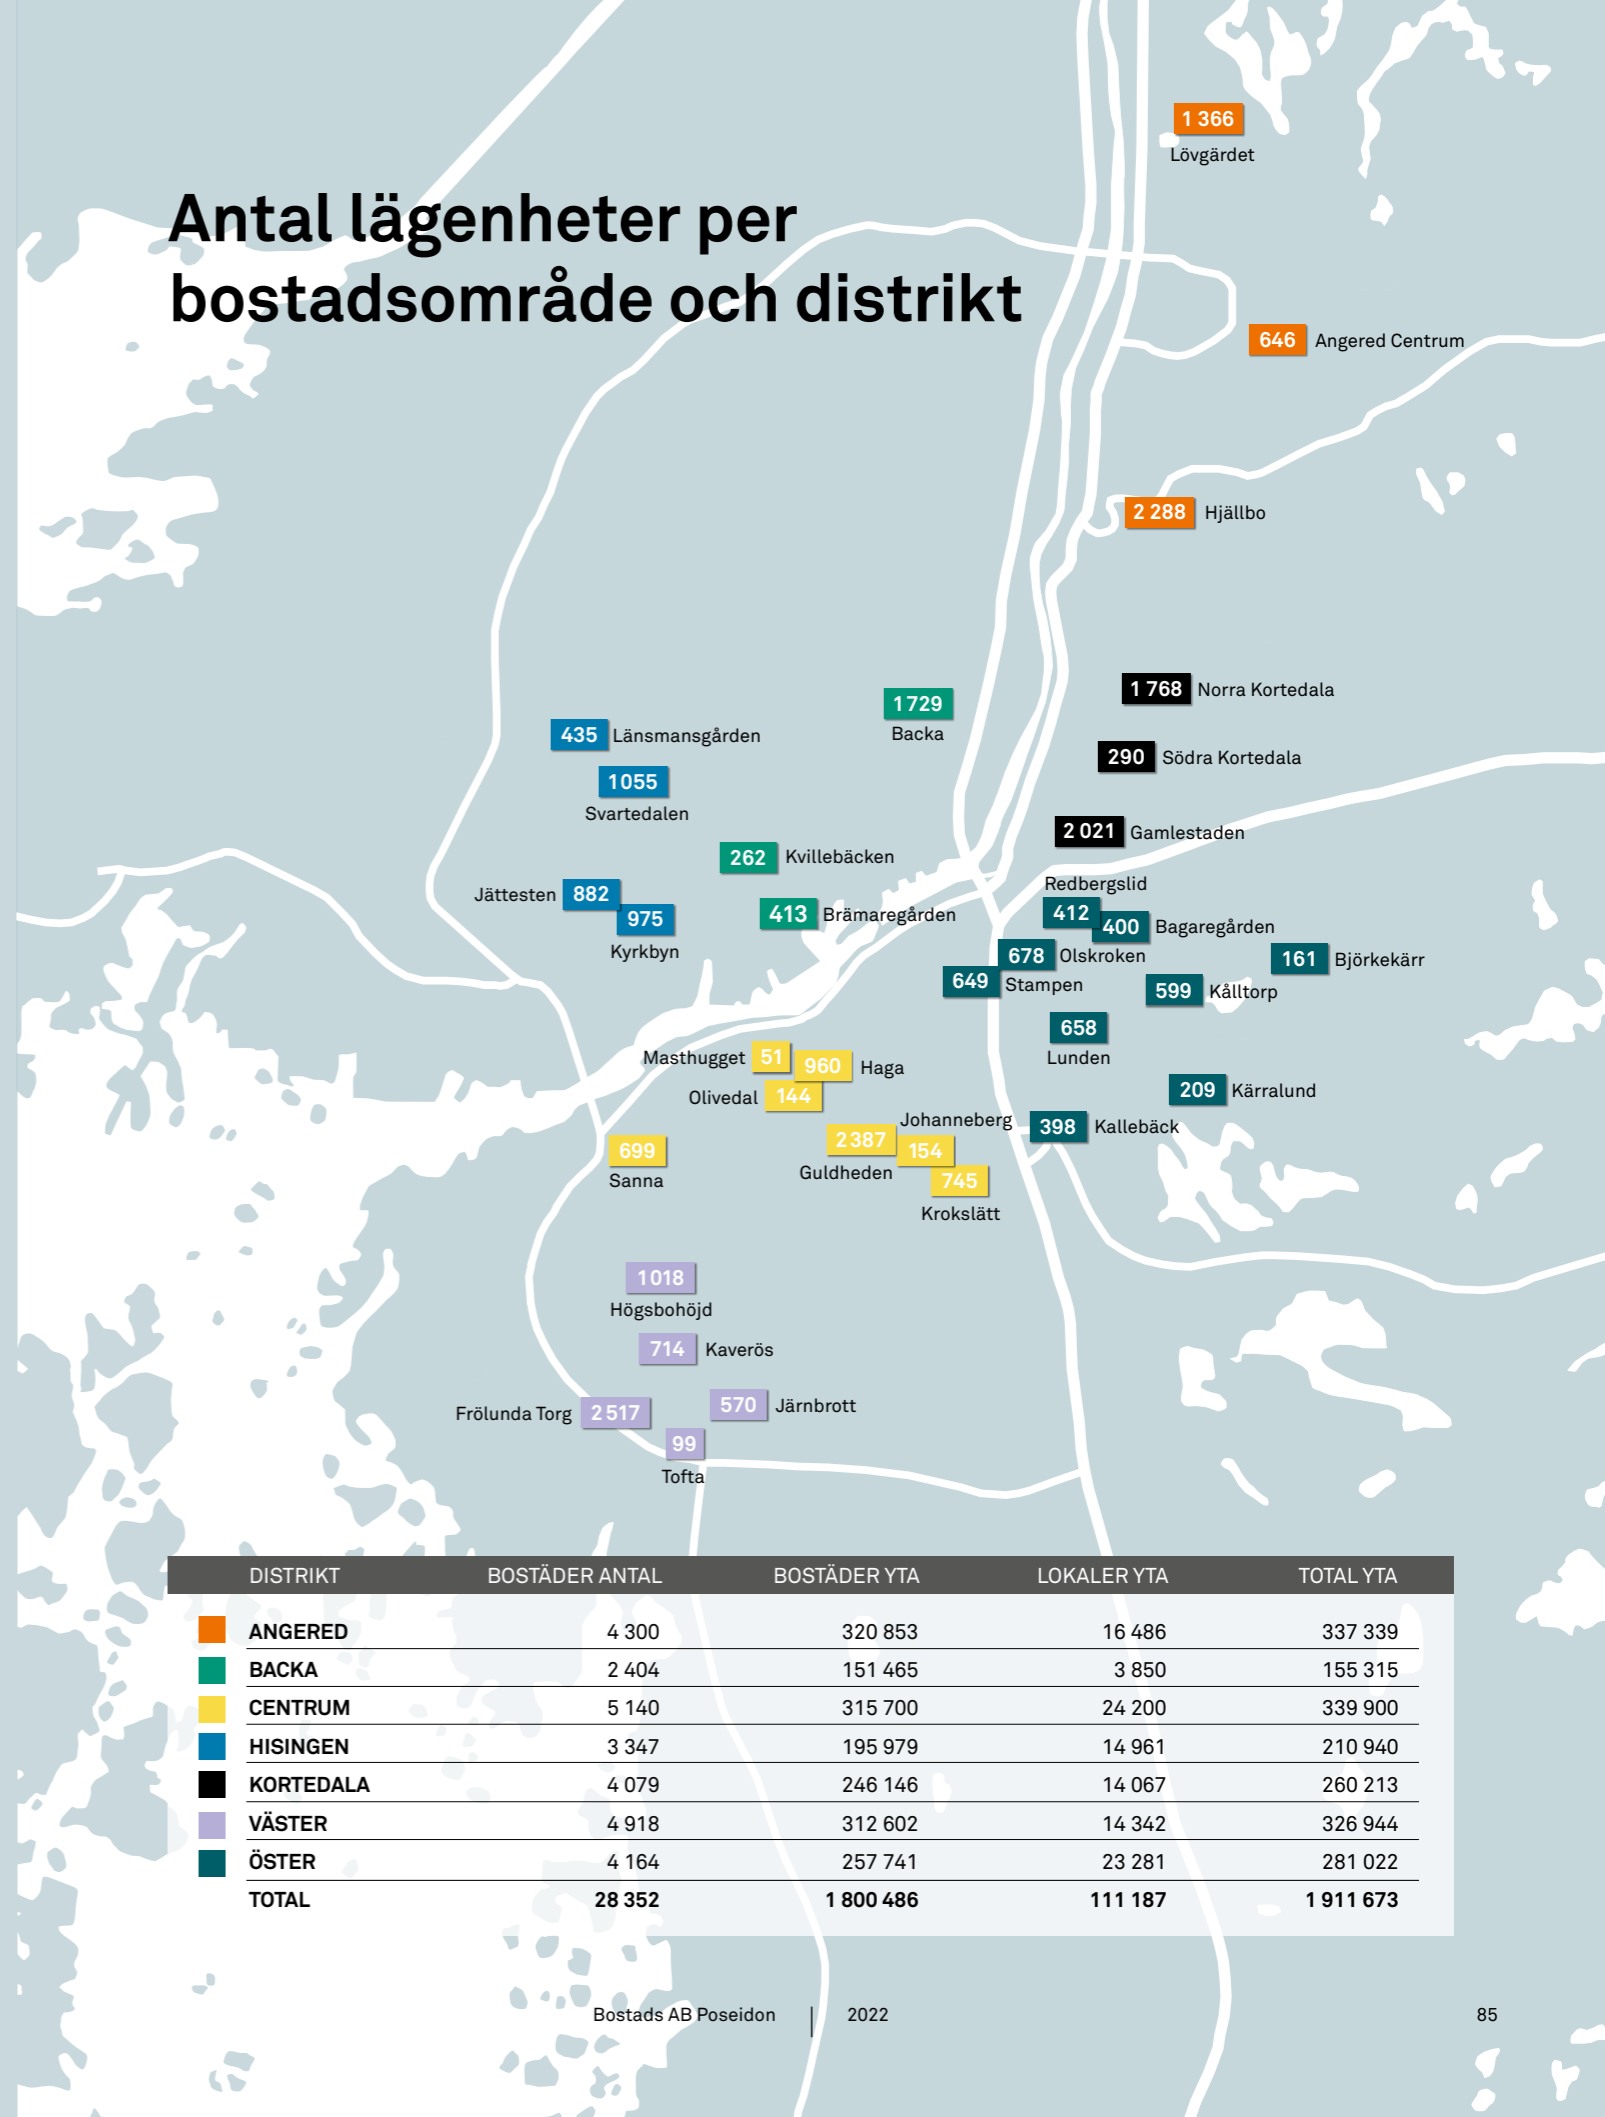 Antal lägenheter per
bostadsområde och distrikt
1 366
Lövgärdet
646 Angered Centrum
2 288 Hjällbo
1 768 Norra Kortedala
1 729
Backa
435 Länsmansgården
290 Södra Kortedala
1 055
Svartedalen
2 021 Gamlestaden
262 Kvillebäcken
Redbergslid
Jättesten 882
412
413 Brämaregården
975
400 Bagaregården
Kyrkbyn
678 Olskroken
161 Björkekärr
649 Stampen
599 Kålltorp
658
Lunden
Masthugget 51
960 Haga
Olivedal 144
209 Kärralund
Johanneberg
398 Kallebäck
2 387
Guldheden
154
699
Sanna
745
Krokslätt
1 018
Högsbohöjd
714 Kaverös
570 Järnbrott
Frölunda Torg 2 517
99
Tofta
DISTRIKT BOSTÄDER ANTAL BOSTÄDER YTA LOKALER YTA TOTAL YTA
ANGERED 4 300 320 853 16 486 337 339
BACKA 2 404 151 465 3 850 155 315
CENTRUM 5 140 315 700 24 200 339 900
HISINGEN 3 347 195 979 14 961 210 940
KORTEDALA 4 079 246 146 14 067 260 213
VÄSTER 4 918 312 602 14 342 326 944
ÖSTER 4 164 257 741 23 281 281 022
TOTAL 28 352 1 800 486 111 187 1 911 673
Bostads AB Poseidon | 2022
85